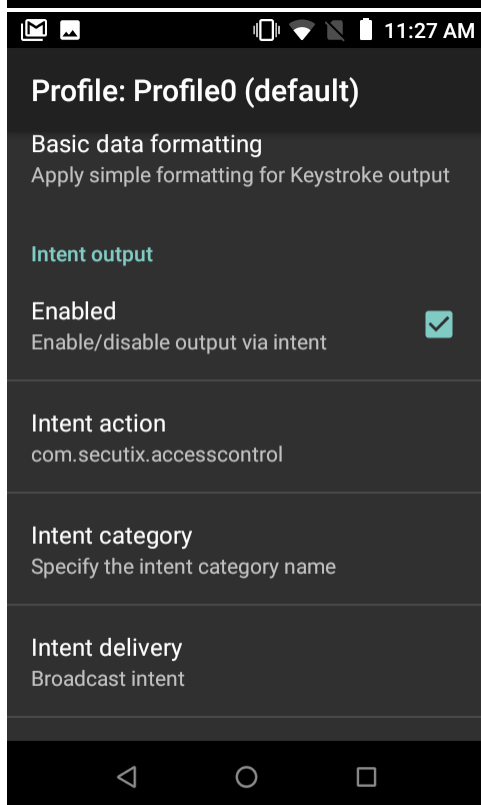 11:27 AM
Profile: Profile0 (default)
Basic data formatting
Apply simple formatting for Keystroke output
Intent output
Enabled
Enable/disable output via intent
Intent action
com.secutix.accesscontrol
Intent category
Specify the intent category name
Intent delivery
Broadcast intent